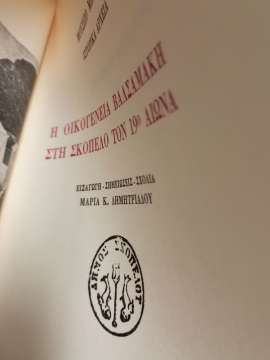 Η ΟΙΚΟΓΕΝΕΙΑ ΒΑΛΣΑΜΑΚΗ
ΣΤΗ ΣΚΟΠΕΛΟ ΤΟΝ 19ο ΑΙΩΝΑ
ΕΙΣΑΓΩΓΗ-ΣΗΜΕΙΩΣΕΙΣ-ΣΧΟΛΙΑ
ΜΑΡΙΑ Κ. ΔΗΜΗΤΡΙΑΔΟΥ
ΔΗΜΟΣ ΣΚΟΠΕΛΟΥ